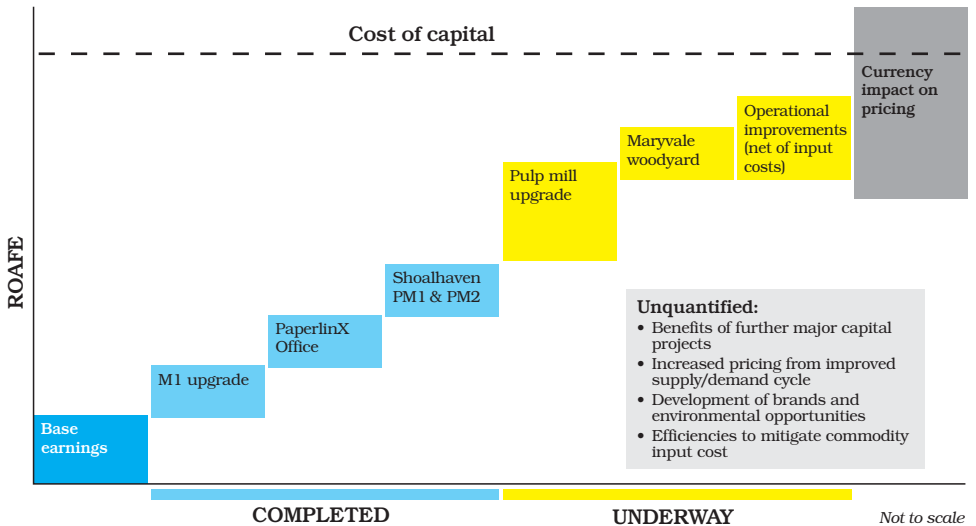 Cost of capital
Currency
impact on
pricing
Operational
improvements
(net of input
costs)
Maryvale
woodyard
Pulp mill
upgrade
Shoalhaven
PM1 & PM2
PaperlinX
Office
M1 upgrade
Base
earnings
ROAFE
Unquantified:
• Benefits of further major capital
projects
• Increased pricing from improved
supply/demand cycle
• Development of brands and
environmental opportunities
• Efficiencies to mitigate commodity
input cost
COMPLETED
UNDERWAY
Not to scale